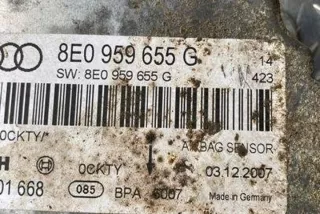 8E0 959 655 G
14
SW: 8E0 959 655 G
423
0CKTY/
AIRBAG SENSOR
H
0CKTY
03.12.2007
01 668
085
BPA
6007
Made in Germany